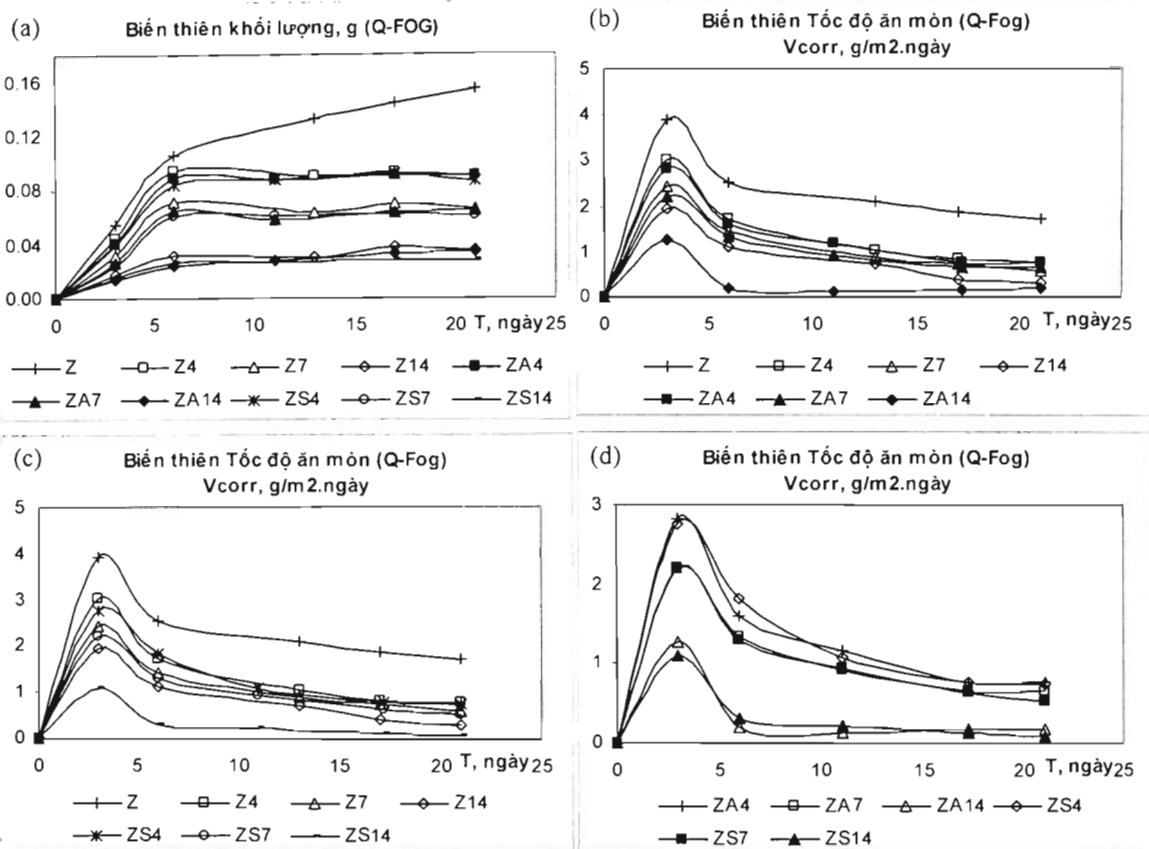 (a)
Biến thiên khối lượng, g (Q-FOG)
0.16
0.12
0.08
0.04
0.00
0 5 10 15 20 T, ngày 25
Z Z4 Z7 Z14 ZA4
ZA7 ZA14 ZS4 ZS7 ZS14
(b)
Biến thiên Tốc độ ăn mòn (Q-Fog)
Vcorr, g/m2.ngày
5
4
3
2
1
0
0 5 10 15 20 T, ngày 25
Z Z4 Z7 Z14
ZA4 ZA7 ZA14
(c)
Biến thiên Tốc độ ăn mòn (Q-Fog)
Vcorr, g/m2.ngày
5
4
3
2
1
0
0 5 10 15 20 T, ngày 25
Z Z4 Z7 Z14
ZS4 ZS7 ZS14
(d)
Biến thiên Tốc độ ăn mòn (Q-Fog)
Vcorr, g/m2.ngày
3
2
1
0
0 5 10 15 20 T, ngày 25
ZA4 ZA7 ZA14 ZS4
ZS7 ZS14